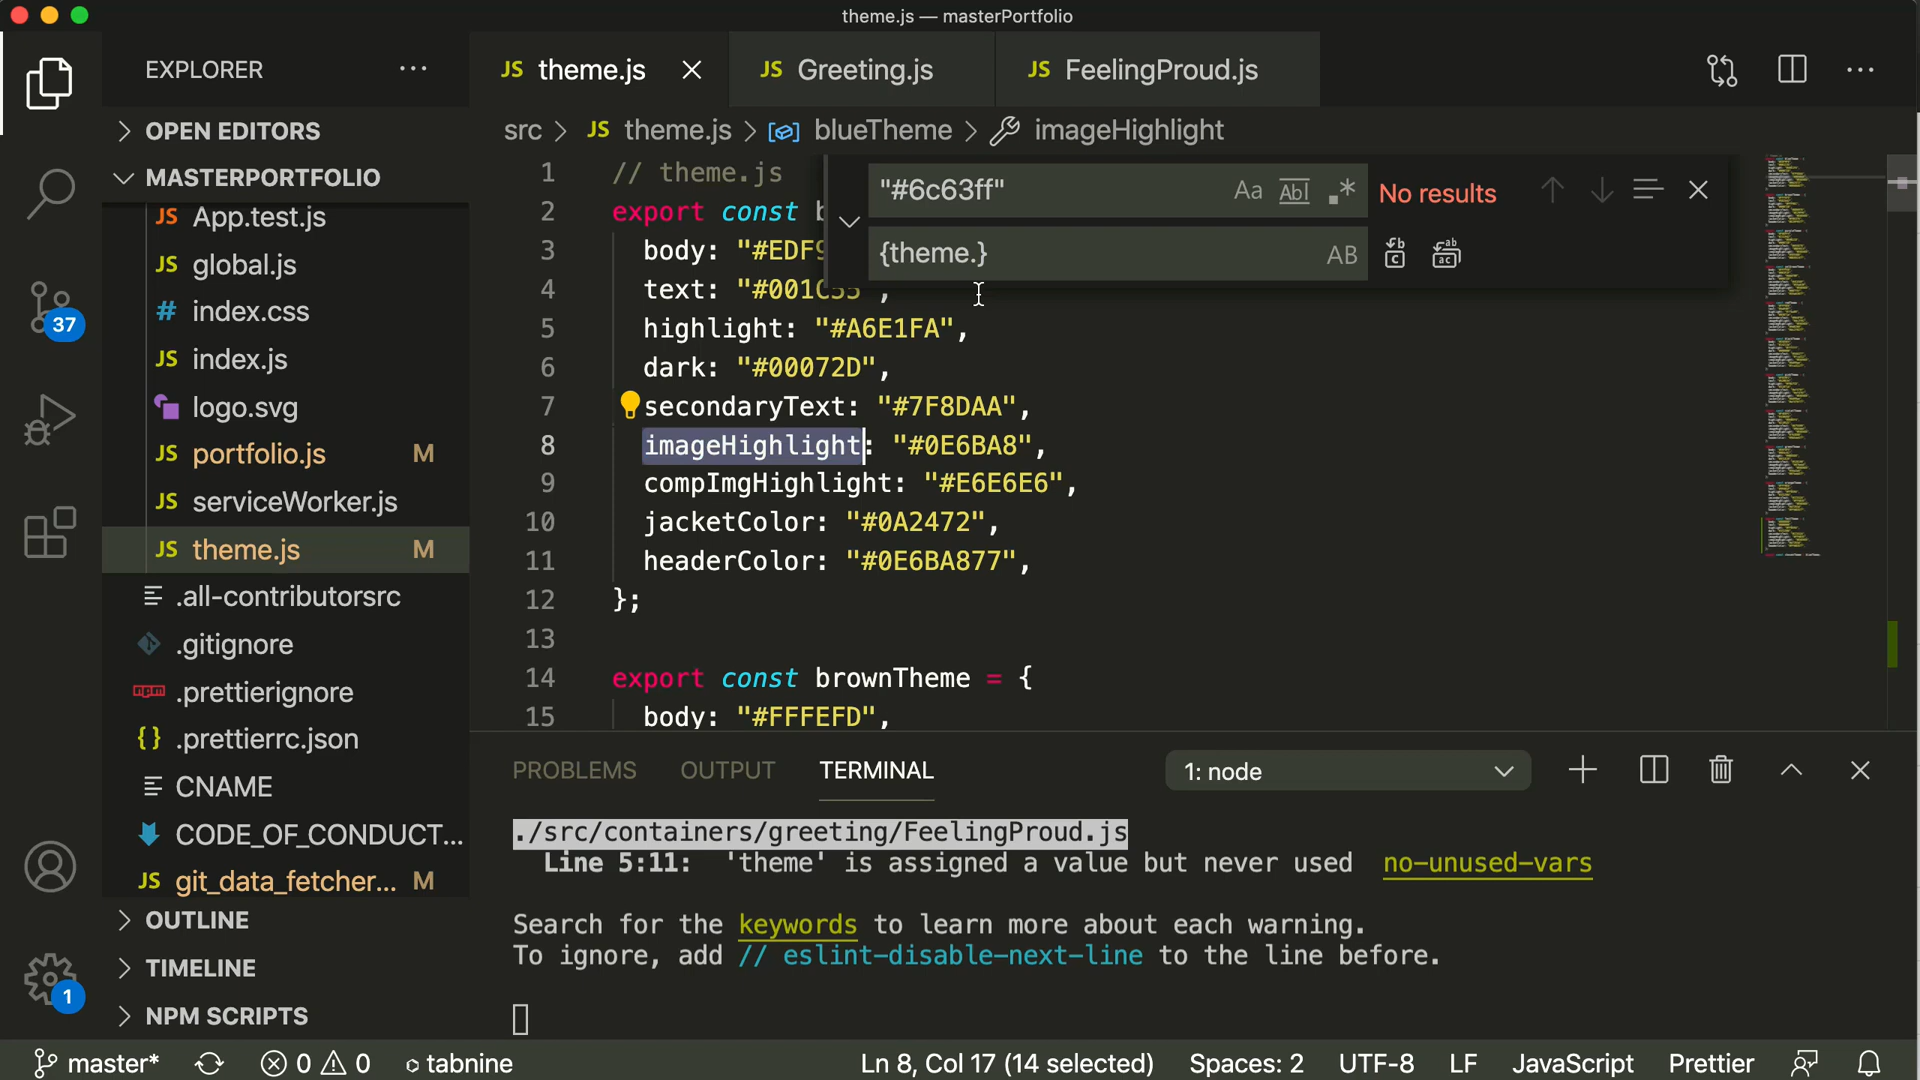 theme.js — masterPortfolio
EXPLORER
JS theme.js
JS Greeting.js
JS FeelingProud.js
OPEN EDITORS
MASTERPORTFOLIO
JS App.test.js
JS global.js
# index.css
JS index.js
logo.svg
JS portfolio.js M
JS serviceWorker.js
JS theme.js M
.all-contributorsrc
.gitignore
.prettierignore
{} .prettierrc.json
CNAME
CODE_OF_CONDUCT...
JS git_data_fetcher... M
OUTLINE
TIMELINE
NPM SCRIPTS
37
1
src > JS theme.js > blueTheme > imageHighlight
"#6c63ff" Aa Abl No results
{theme.} AB
1 // theme.js
2 export const b
3 body: "#EDF9
4 text: "#001C55",
5 highlight: "#A6E1FA",
6 dark: "#00072D",
7 secondaryText: "#7F8DAA",
8 imageHighlight: "#0E6BA8",
9 compImgHighlight: "#E6E6E6",
10 jacketColor: "#0A2472",
11 headerColor: "#0E6BA877",
12 };
13
14 export const brownTheme = {
15 body: "#FFFEFD",
PROBLEMS OUTPUT TERMINAL 1: node
./src/containers/greeting/FeelingProud.js
Line 5:11: 'theme' is assigned a value but never used no-unused-vars
Search for the keywords to learn more about each warning.
To ignore, add // eslint-disable-next-line to the line before.
master* 0 0 tabnine Ln 8, Col 17 (14 selected) Spaces: 2 UTF-8 LF JavaScript Prettier